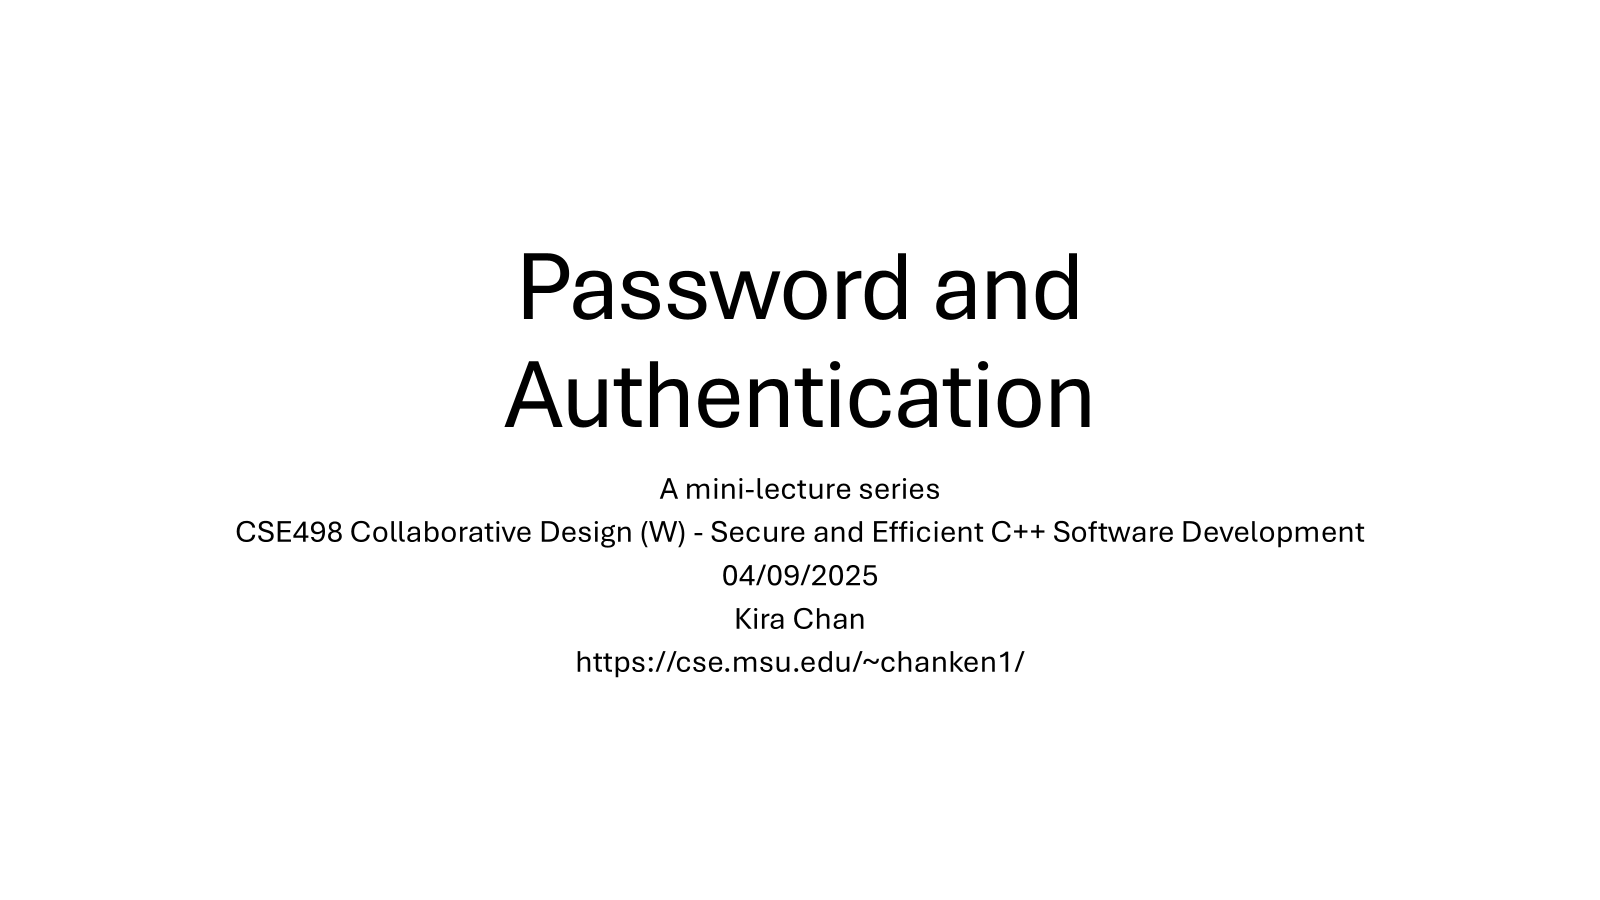 Password and
Authentication
A mini-lecture series
CSE498 Collaborative Design (W) - Secure and Efficient C++ Software Development
04/09/2025
Kira Chan
https://cse.msu.edu/~chanken1/